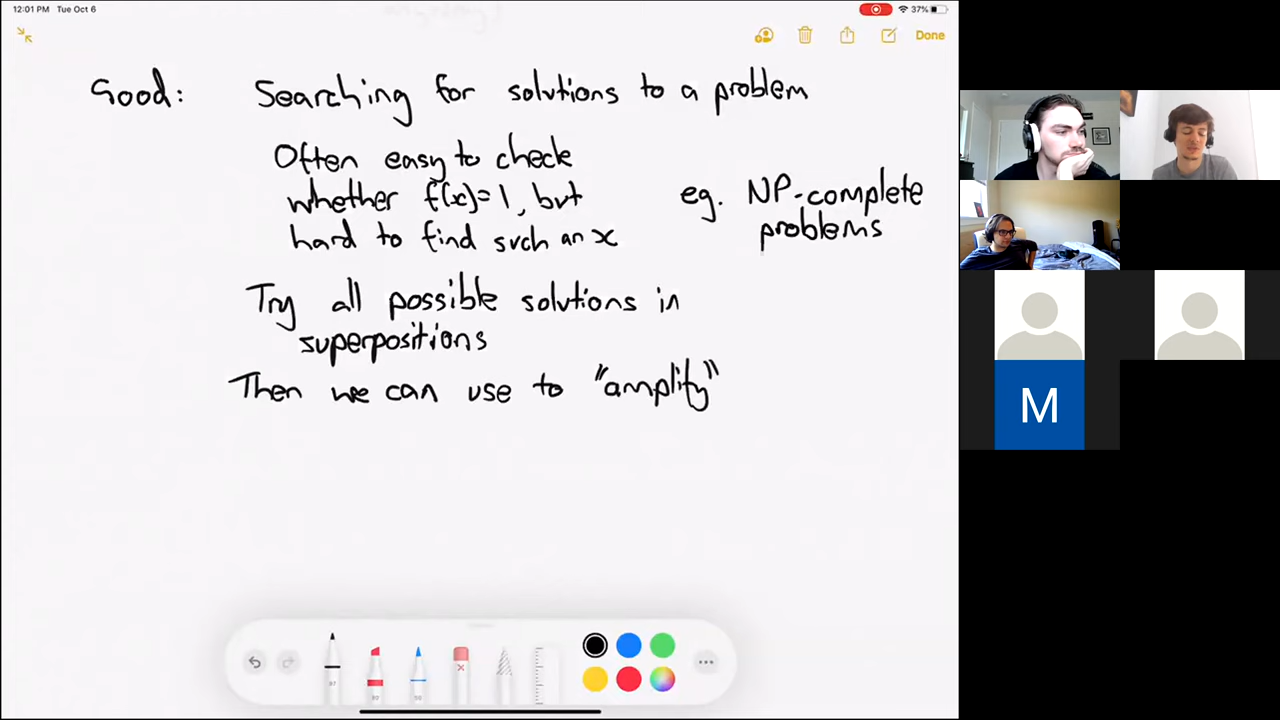 12:01 PM Tue Oct 6
37%
Done
Good: Searching for solutions to a problem
Often easy to check
whether f(x)=1, but
hard to find such an x
eg. NP-complete
problems
Try all possible solutions in
superpositions
Then we can use to "amplify"
M